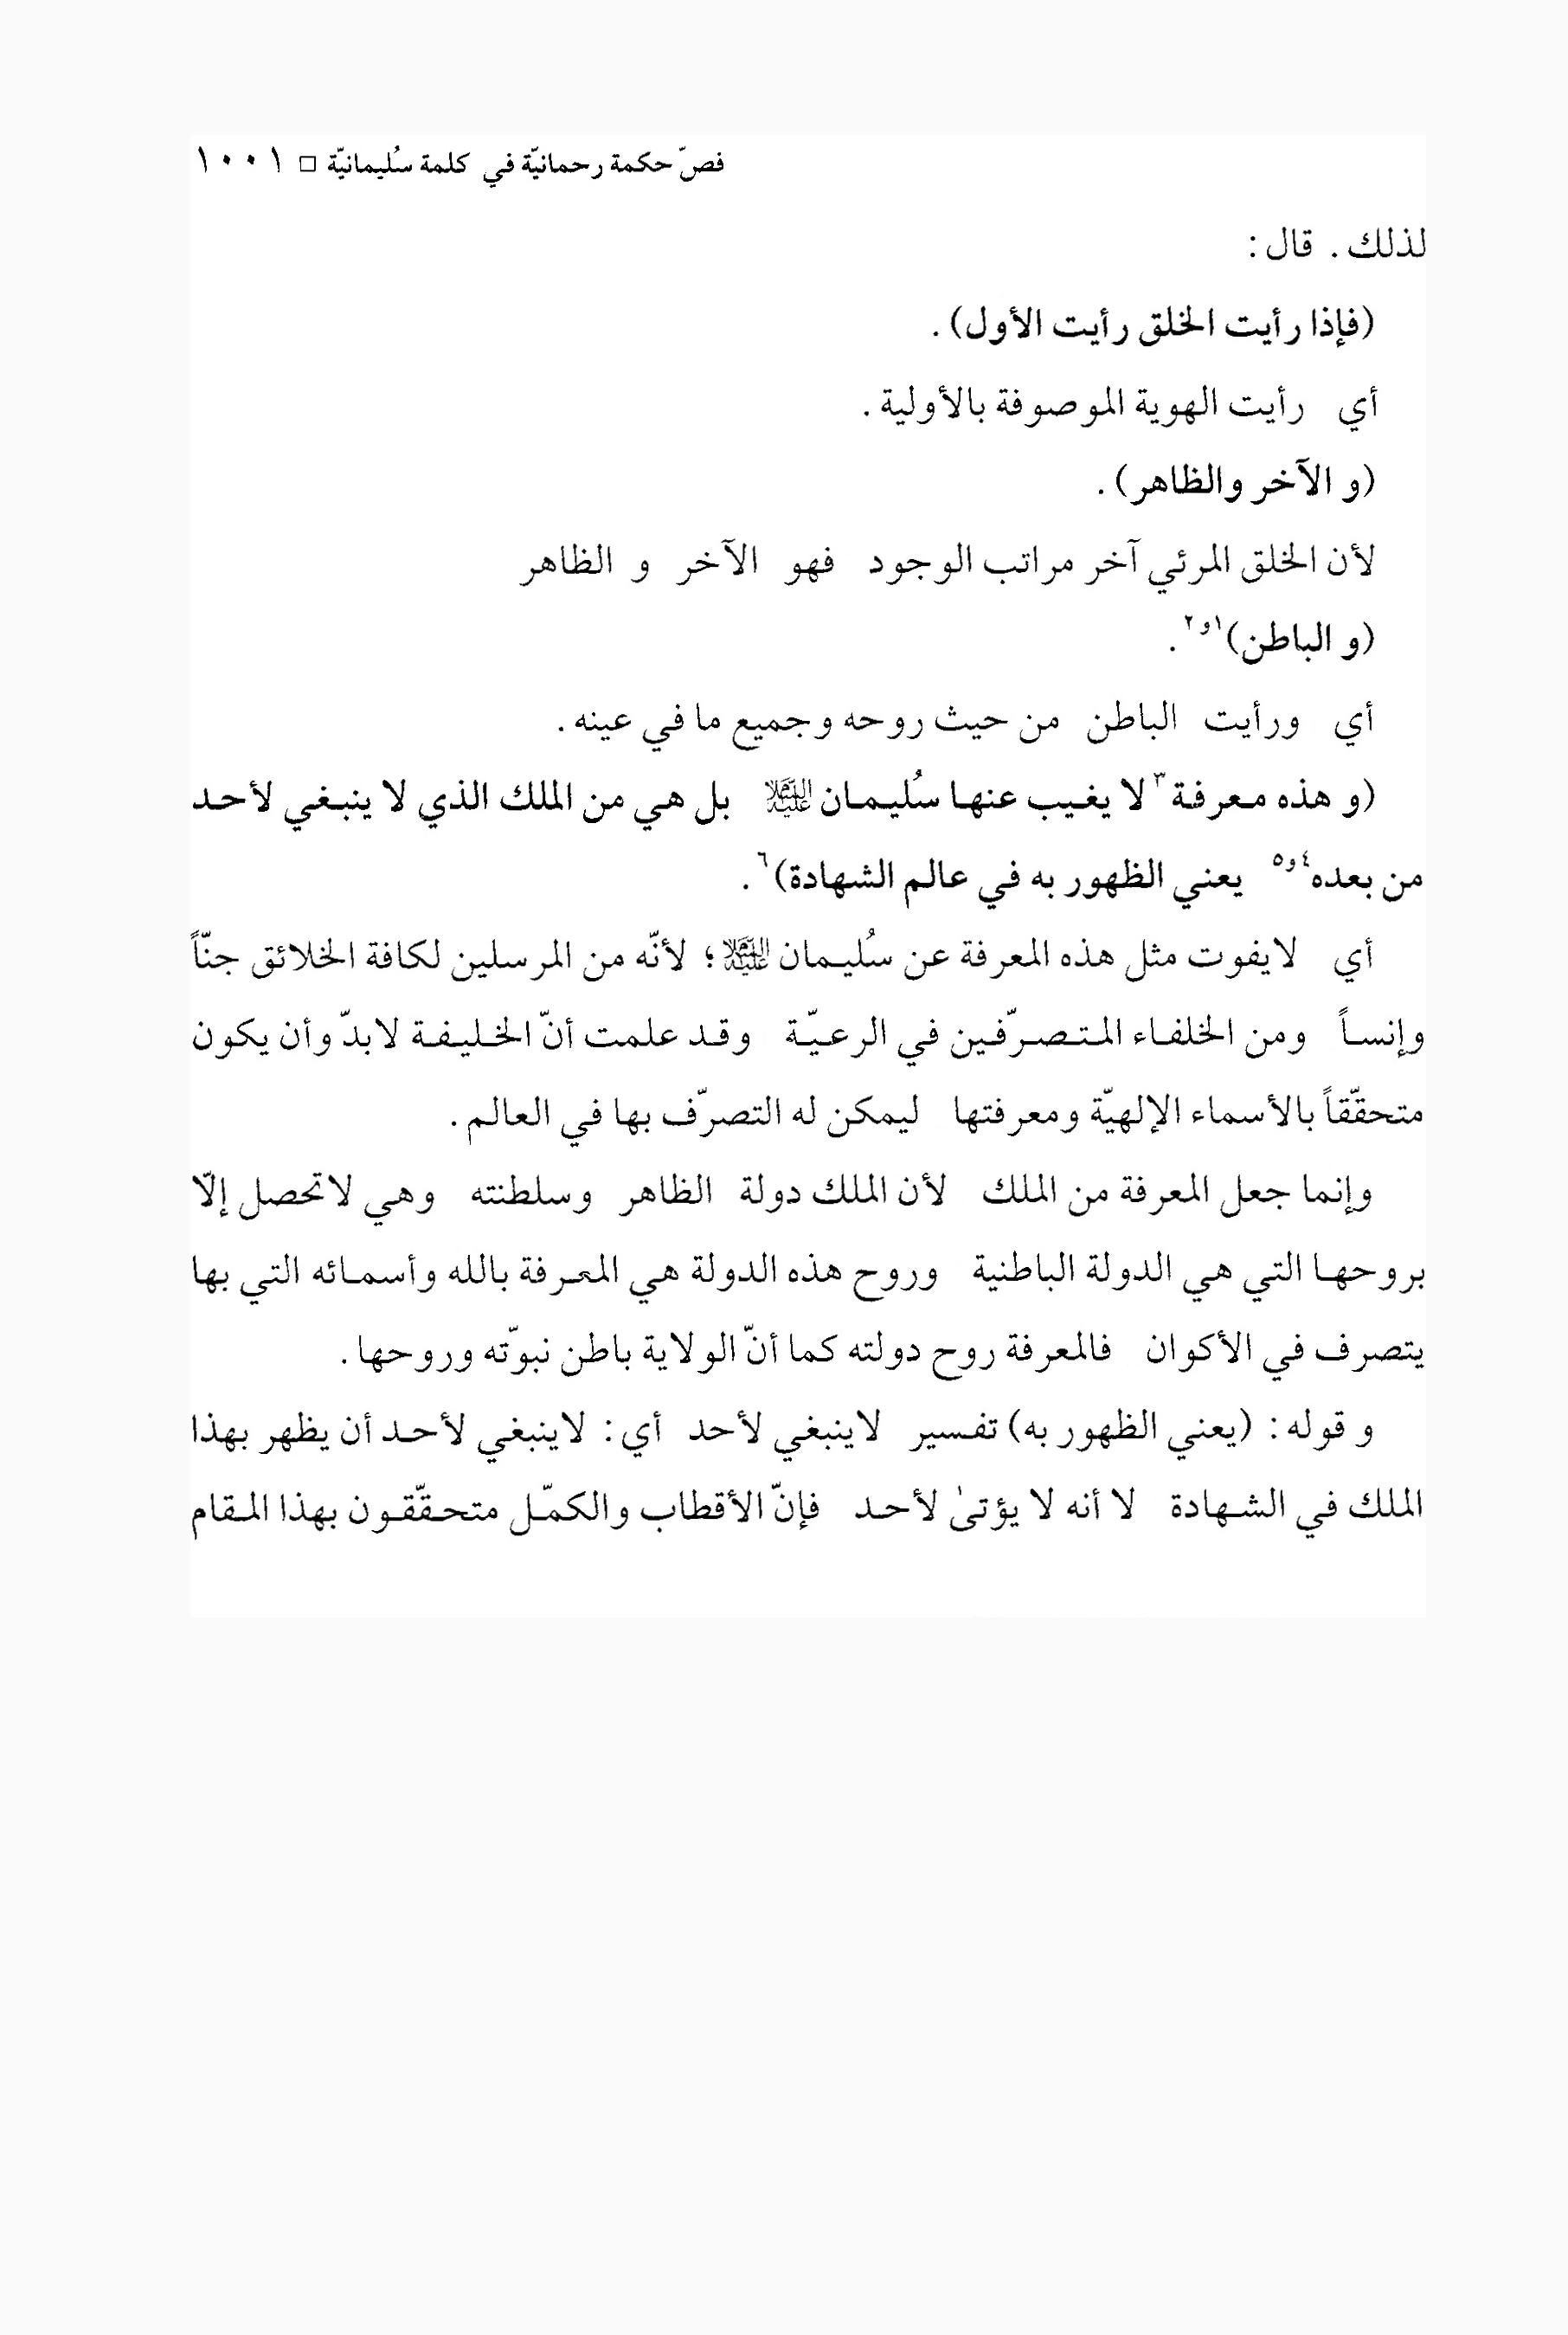 فصّ حكمة رحمانيّة في كلمة سُليمانيّة □ ١٠٠١
لذلك. قال:
(فإذا رأيت الخلق رأيت الأول).
أي رأيت الهوية الموصوفة بالأولية.
(و الآخر والظاهر).
لأن الخلق المرئي آخر مراتب الوجود فهو الآخر و الظاهر
(و الباطن)١و٢.
أي ورأيت الباطن من حيث روحه وجميع ما في عينه.
(و هذه معرفة٣ لا يغيب عنها سُليمان عليه السلام بل هي من الملك الذي لا ينبغي لأحد
من بعده٤و٥ يعني الظهور به في عالم الشهادة)٦.
أي لايفوت مثل هذه المعرفة عن سُليمان عليه السلام؛ لأنّه من المرسلين لكافة الخلائق جنّاً
وإنساً ومن الخلفاء المتصرّفين في الرعيّة وقد علمت أنّ الخليفة لابدّ وأن يكون
متحقّقاً بالأسماء الإلهيّة ومعرفتها ليمكن له التصرّف بها في العالم.
وإنما جعل المعرفة من الملك لأن الملك دولة الظاهر وسلطنته وهي لاتحصل إلّا
بروحها التي هي الدولة الباطنية وروح هذه الدولة هي المعرفة بالله وأسمائه التي بها
يتصرف في الأكوان فالمعرفة روح دولته كما أنّ الولاية باطن نبوّته وروحها.
و قوله: (يعني الظهور به) تفسير لاينبغي لأحد أي: لاينبغي لأحد أن يظهر بهذا
الملك في الشهادة لا أنه لا يؤتىٰ لأحد فإنّ الأقطاب والكمّل متحقّقون بهذا المقام